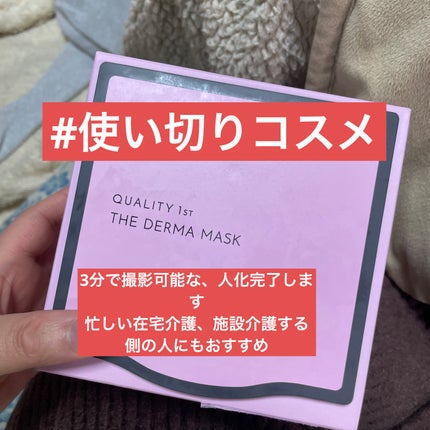 #使い切りコスメ
QUALITY 1ST
THE DERMA MASK
3分で撮影可能な、人化完了しま
す
忙しい在宅介護、施設介護する
側の人にもおすすめ